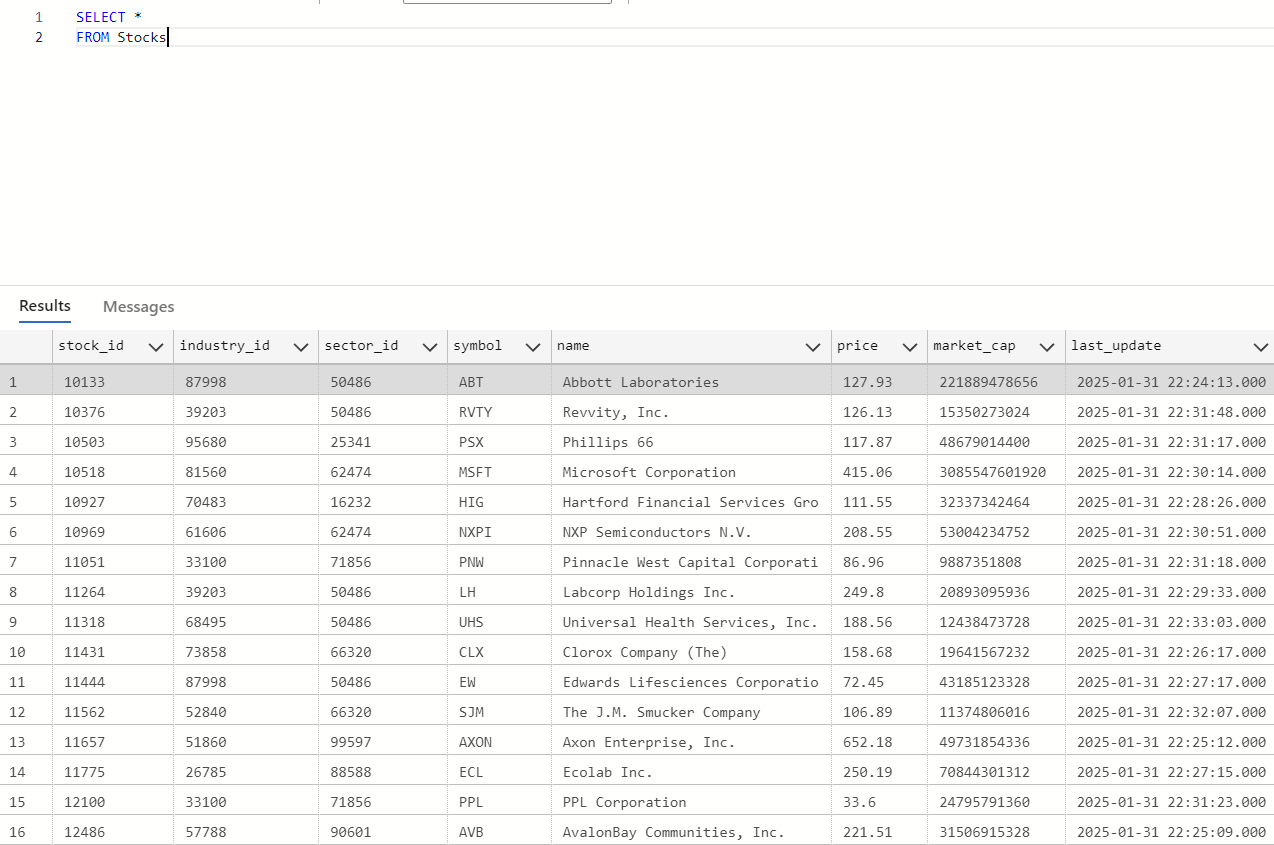 1 SELECT *
2 FROM Stocks
Results Messages
stock_id industry_id sector_id symbol name price market_cap last_update
1 10133 87998 50486 ABT Abbott Laboratories 127.93 221889478656 2025-01-31 22:24:13.000
2 10376 39203 50486 RVTY Revvity, Inc. 126.13 15350273024 2025-01-31 22:31:48.000
3 10503 95680 25341 PSX Phillips 66 117.87 48679014400 2025-01-31 22:31:17.000
4 10518 81560 62474 MSFT Microsoft Corporation 415.06 3085547601920 2025-01-31 22:30:14.000
5 10927 70483 16232 HIG Hartford Financial Services Gro 111.55 32337342464 2025-01-31 22:28:26.000
6 10969 61606 62474 NXPI NXP Semiconductors N.V. 208.55 53004234752 2025-01-31 22:30:51.000
7 11051 33100 71856 PNW Pinnacle West Capital Corporati 86.96 9887351808 2025-01-31 22:31:18.000
8 11264 39203 50486 LH Labcorp Holdings Inc. 249.8 20893095936 2025-01-31 22:29:33.000
9 11318 68495 50486 UHS Universal Health Services, Inc. 188.56 12438473728 2025-01-31 22:33:03.000
10 11431 73858 66320 CLX Clorox Company (The) 158.68 19641567232 2025-01-31 22:26:17.000
11 11444 87998 50486 EW Edwards Lifesciences Corporatio 72.45 43185123328 2025-01-31 22:27:17.000
12 11562 52840 66320 SJM The J.M. Smucker Company 106.89 11374806016 2025-01-31 22:32:07.000
13 11657 51860 99597 AXON Axon Enterprise, Inc. 652.18 49731854336 2025-01-31 22:25:12.000
14 11775 26785 88588 ECL Ecolab Inc. 250.19 70844301312 2025-01-31 22:27:15.000
15 12100 33100 71856 PPL PPL Corporation 33.6 24795791360 2025-01-31 22:31:23.000
16 12486 57788 90601 AVB AvalonBay Communities, Inc. 221.51 31506915328 2025-01-31 22:25:09.000